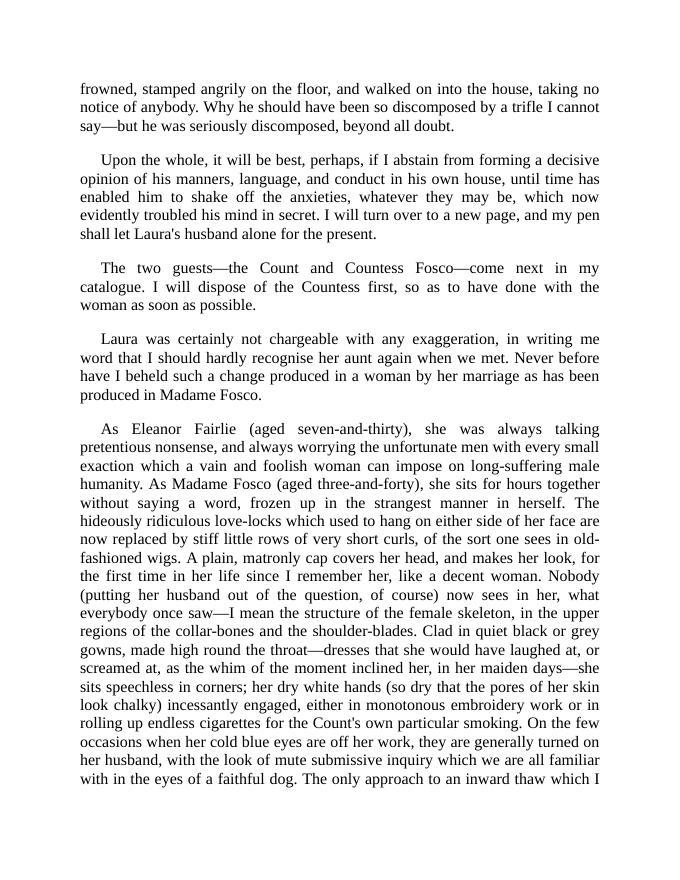 frowned, stamped angrily on the floor, and walked on into the house, taking no
notice of anybody. Why he should have been so discomposed by a trifle I cannot
say—but he was seriously discomposed, beyond all doubt.
Upon the whole, it will be best, perhaps, if I abstain from forming a decisive
opinion of his manners, language, and conduct in his own house, until time has
enabled him to shake off the anxieties, whatever they may be, which now
evidently troubled his mind in secret. I will turn over to a new page, and my pen
shall let Laura's husband alone for the present.
The two guests—the Count and Countess Fosco—come next in my
catalogue. I will dispose of the Countess first, so as to have done with the
woman as soon as possible.
Laura was certainly not chargeable with any exaggeration, in writing me
word that I should hardly recognise her aunt again when we met. Never before
have I beheld such a change produced in a woman by her marriage as has been
produced in Madame Fosco.
As Eleanor Fairlie (aged seven-and-thirty), she was always talking
pretentious nonsense, and always worrying the unfortunate men with every small
exaction which a vain and foolish woman can impose on long-suffering male
humanity. As Madame Fosco (aged three-and-forty), she sits for hours together
without saying a word, frozen up in the strangest manner in herself. The
hideously ridiculous love-locks which used to hang on either side of her face are
now replaced by stiff little rows of very short curls, of the sort one sees in old-
fashioned wigs. A plain, matronly cap covers her head, and makes her look, for
the first time in her life since I remember her, like a decent woman. Nobody
(putting her husband out of the question, of course) now sees in her, what
everybody once saw—I mean the structure of the female skeleton, in the upper
regions of the collar-bones and the shoulder-blades. Clad in quiet black or grey
gowns, made high round the throat—dresses that she would have laughed at, or
screamed at, as the whim of the moment inclined her, in her maiden days—she
sits speechless in corners; her dry white hands (so dry that the pores of her skin
look chalky) incessantly engaged, either in monotonous embroidery work or in
rolling up endless cigarettes for the Count's own particular smoking. On the few
occasions when her cold blue eyes are off her work, they are generally turned on
her husband, with the look of mute submissive inquiry which we are all familiar
with in the eyes of a faithful dog. The only approach to an inward thaw which I